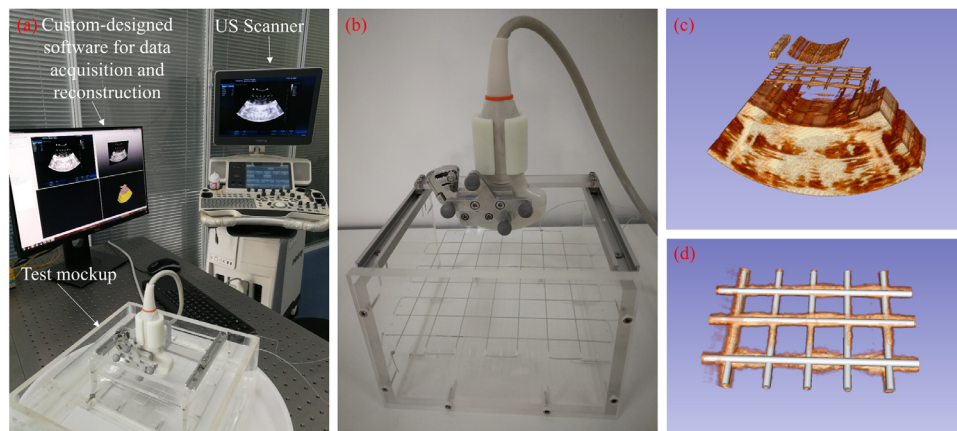 (a)
Custom-designed
software for data
acquisition and
reconstruction
US Scanner
Test mockup
(b)
(c)
(d)